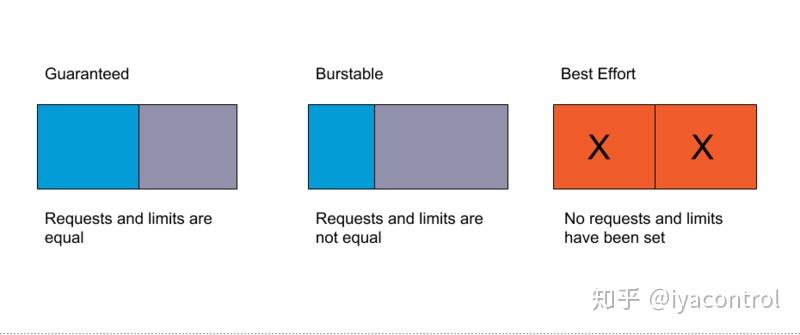 Guaranteed
Burstable
Best Effort
X
X
Requests and limits are
equal
Requests and limits are
not equal
No requests and limits
have been set
知乎 @iyacontrol